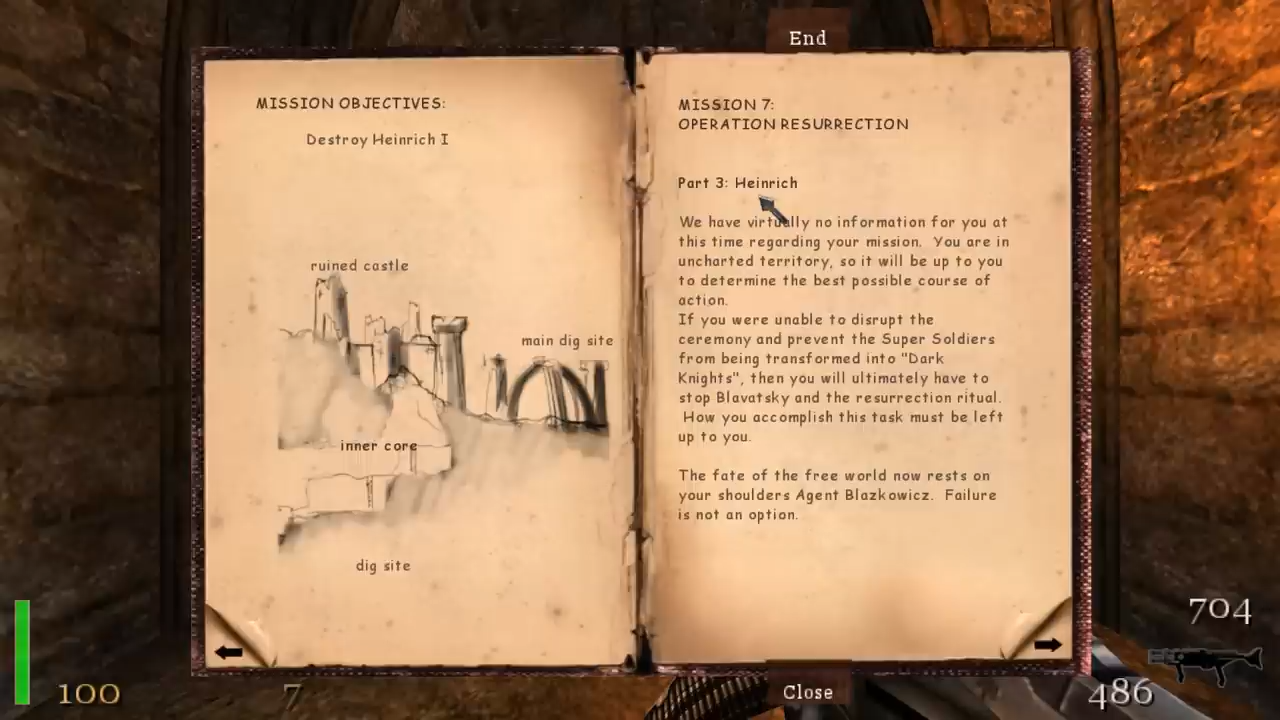 End
MISSION OBJECTIVES:
Destroy Heinrich I
ruined castle
main dig site
inner core
dig site
MISSION 7:
OPERATION RESURRECTION
Part 3: Heinrich
We have virtually no information for you at
this time regarding your mission. You are in
uncharted territory, so it will be up to you
to determine the best possible course of
action.
If you were unable to disrupt the
ceremony and prevent the Super Soldiers
from being transformed into "Dark
Knights", then you will ultimately have to
stop Blavatsky and the resurrection ritual.
How you accomplish this task must be left
up to you.
The fate of the free world now rests on
your shoulders Agent Blazkowicz. Failure
is not an option.
704
100
7
Close
486